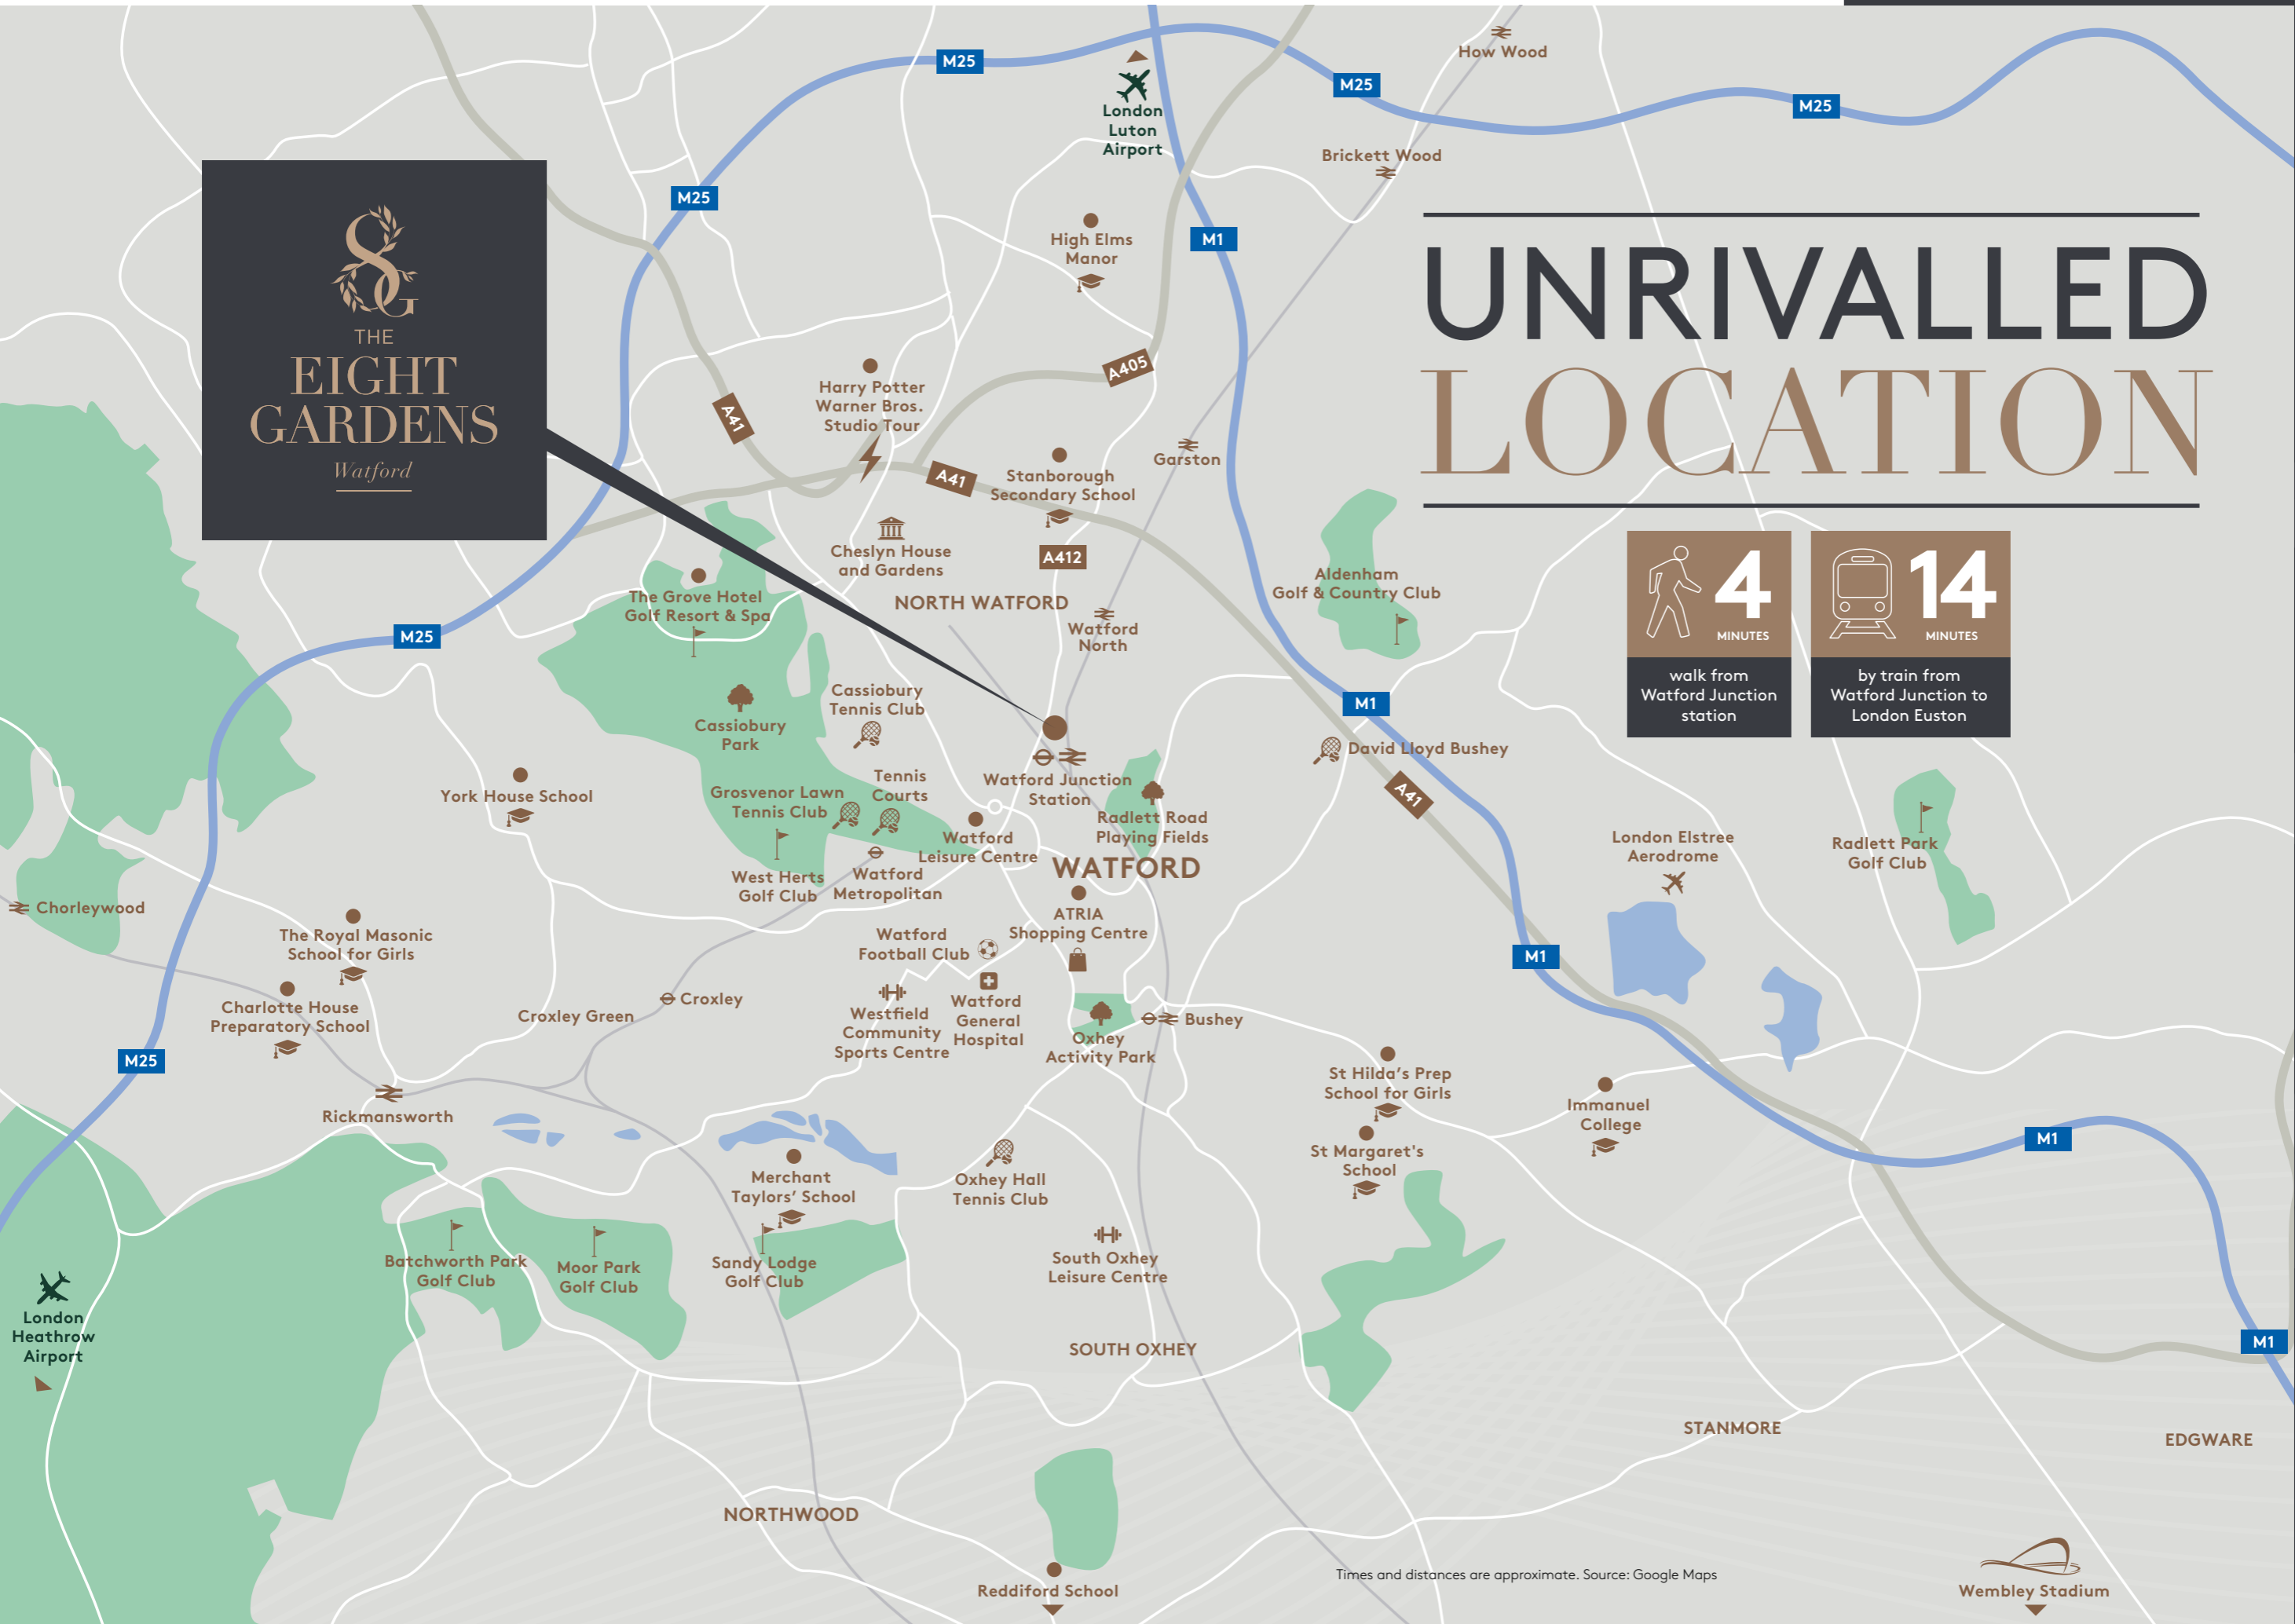 THE
EIGHT
GARDENS
Watford
UNRIVALLED
LOCATION
4
MINUTES
walk from
Watford Junction
station
14
MINUTES
by train from
Watford Junction to
London Euston
M25
M25
M25
M25
M25
M25
How Wood
London
Luton
Airport
Brickett Wood
M1
High Elms
Manor
A405
Harry Potter
Warner Bros.
Studio Tour
A41
A41
Stanborough
Secondary School
Garston
Cheslyn House
and Gardens
A412
NORTH WATFORD
Watford
North
The Grove Hotel
Golf Resort & Spa
Aldenham
Golf & Country Club
M1
Cassiobury
Tennis Club
Cassiobury
Park
David Lloyd Bushey
A41
Watford Junction
Station
Tennis
Courts
Grosvenor Lawn
Tennis Club
York House School
Radlett Road
Playing Fields
Watford
Leisure Centre
WATFORD
London Elstree
Aerodrome
Radlett Park
Golf Club
West Herts
Golf Club
Watford
Metropolitan
Chorleywood
ATRIA
Shopping Centre
The Royal Masonic
School for Girls
Watford
Football Club
M1
Charlotte House
Preparatory School
Croxley Green
Croxley
Westfield
Community
Sports Centre
Watford
General
Hospital
Oxhey
Activity Park
Bushey
Rickmansworth
St Hilda's Prep
School for Girls
Immanuel
College
St Margaret's
School
M1
Merchant
Taylors' School
Oxhey Hall
Tennis Club
Batchworth Park
Golf Club
Moor Park
Golf Club
Sandy Lodge
Golf Club
South Oxhey
Leisure Centre
London
Heathrow
Airport
SOUTH OXHEY
M1
STANMORE
EDGWARE
NORTHWOOD
Reddiford School
Times and distances are approximate. Source: Google Maps
Wembley Stadium